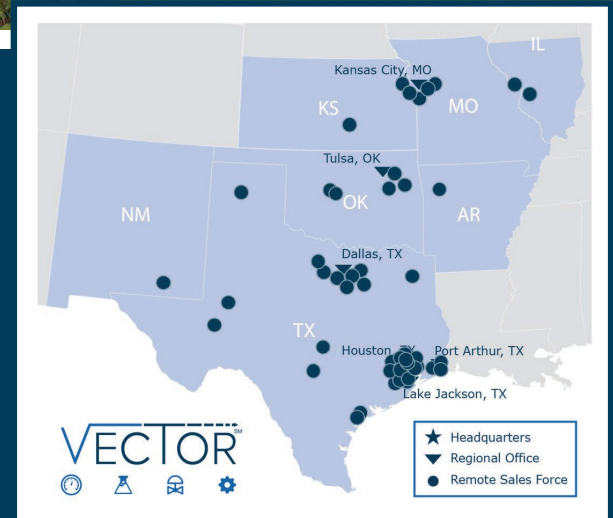 IL
Kansas City, MO
KS
MO
Tulsa, OK
NM
OK
AR
Dallas, TX
TX
Houston, TX
Port Arthur, TX
Lake Jackson, TX
VECTOR SM
Headquarters
Regional Office
Remote Sales Force